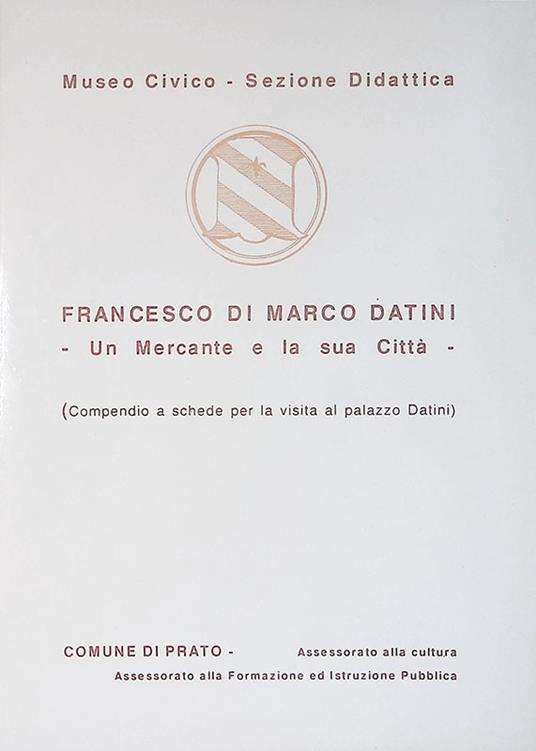 Museo Civico - Sezione Didattica
FRANCESCO DI MARCO DATINI
- Un Mercante e la sua Città -
(Compendio a schede per la visita al palazzo Datini)
COMUNE DI PRATO - Assessorato alla cultura
Assessorato alla Formazione ed Istruzione Pubblica